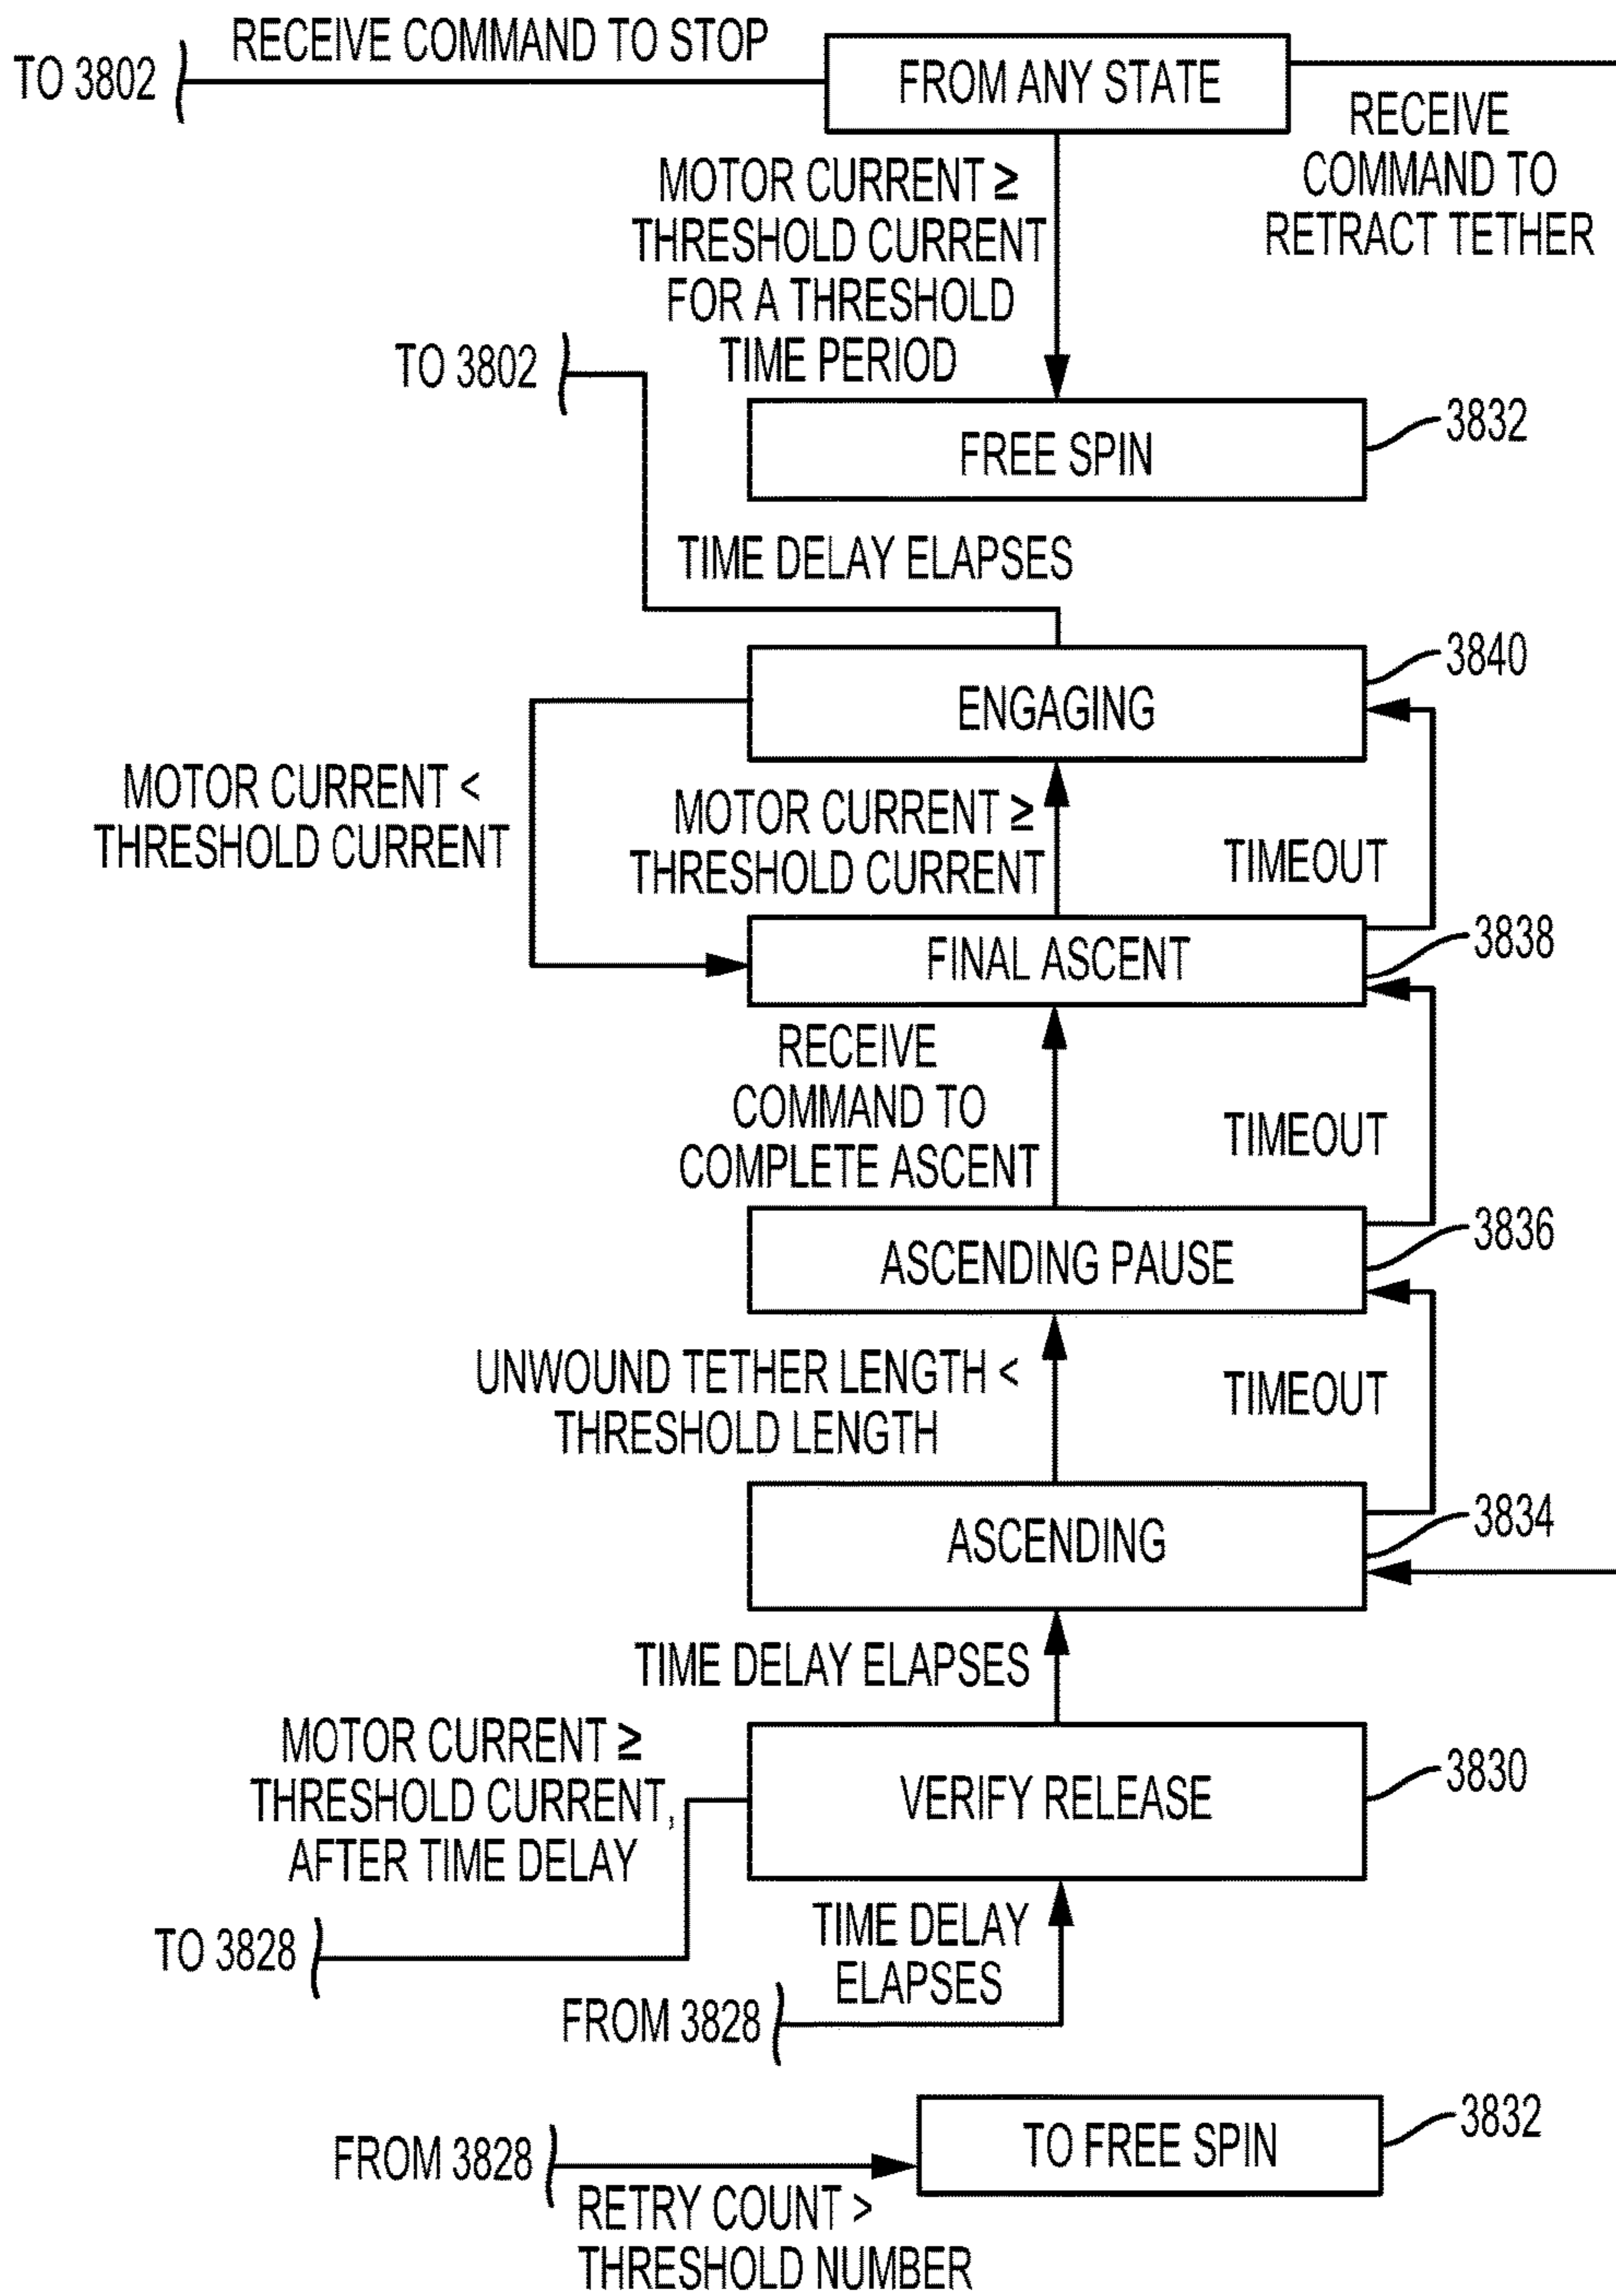 RECEIVE COMMAND TO STOP
TO 3802
FROM ANY STATE
RECEIVE
COMMAND TO
RETRACT TETHER
MOTOR CURRENT ≥
THRESHOLD CURRENT
FOR A THRESHOLD
TIME PERIOD
TO 3802
FREE SPIN
3832
TIME DELAY ELAPSES
ENGAGING
3840
MOTOR CURRENT <
THRESHOLD CURRENT
MOTOR CURRENT ≥
THRESHOLD CURRENT
TIMEOUT
FINAL ASCENT
3838
RECEIVE
COMMAND TO
COMPLETE ASCENT
TIMEOUT
ASCENDING PAUSE
3836
UNWOUND TETHER LENGTH <
THRESHOLD LENGTH
TIMEOUT
ASCENDING
3834
TIME DELAY ELAPSES
MOTOR CURRENT ≥
THRESHOLD CURRENT,
AFTER TIME DELAY
VERIFY RELEASE
3830
TO 3828
TIME DELAY
ELAPSES
FROM 3828
TO FREE SPIN
3832
FROM 3828
RETRY COUNT >
THRESHOLD NUMBER